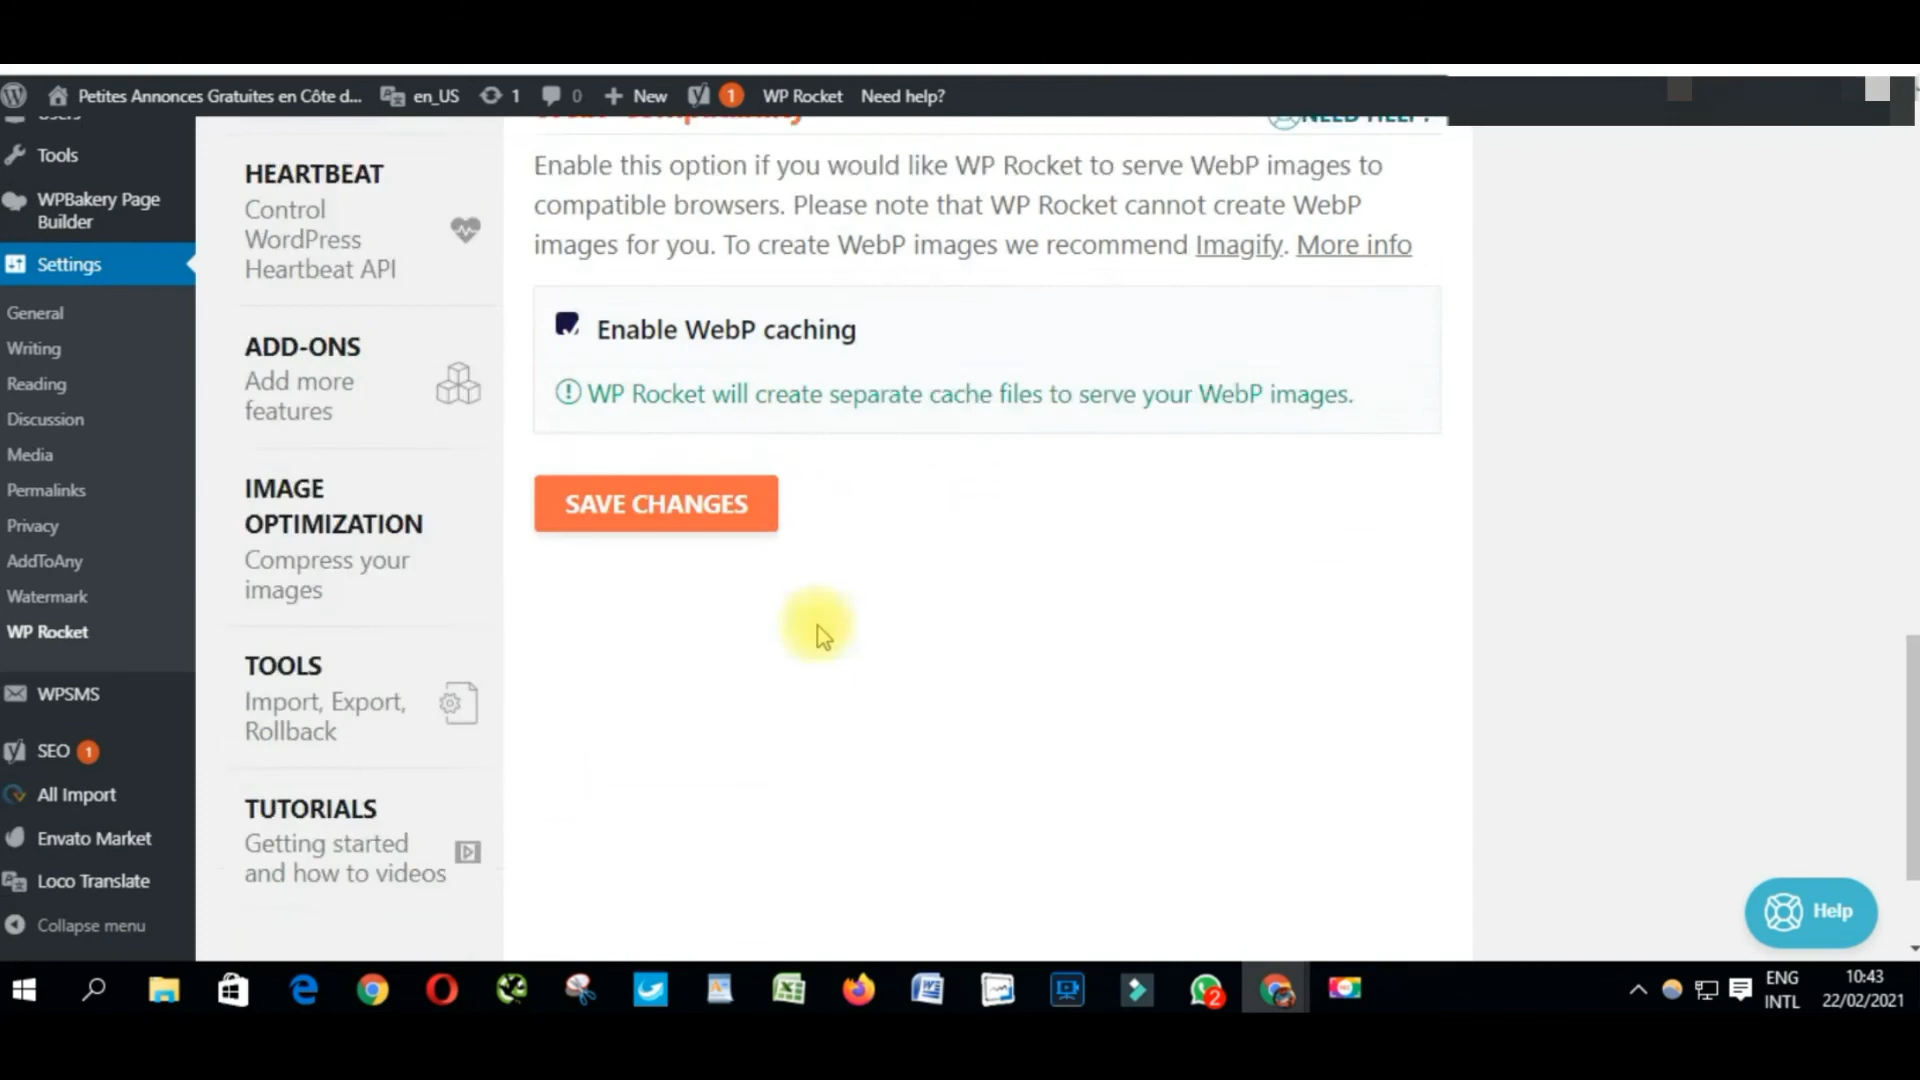 Petites Annonces Gratuites en Côte d... en_US 1 0 New 1 WP Rocket Need help?
Tools
WPBakery Page
Builder
Settings
General
Writing
Reading
Discussion
Media
Permalinks
Privacy
AddToAny
Watermark
WP Rocket
WPSMS
SEO 1
All Import
Envato Market
Loco Translate
Collapse menu
HEARTBEAT
Control
WordPress
Heartbeat API
ADD-ONS
Add more
features
IMAGE
OPTIMIZATION
Compress your
images
TOOLS
Import, Export,
Rollback
TUTORIALS
Getting started
and how to videos
NEED HELP?
Enable this option if you would like WP Rocket to serve WebP images to
compatible browsers. Please note that WP Rocket cannot create WebP
images for you. To create WebP images we recommend Imagify. More info
Enable WebP caching
WP Rocket will create separate cache files to serve your WebP images.
SAVE CHANGES
Help
2
ENG
INTL
10:43
22/02/2021